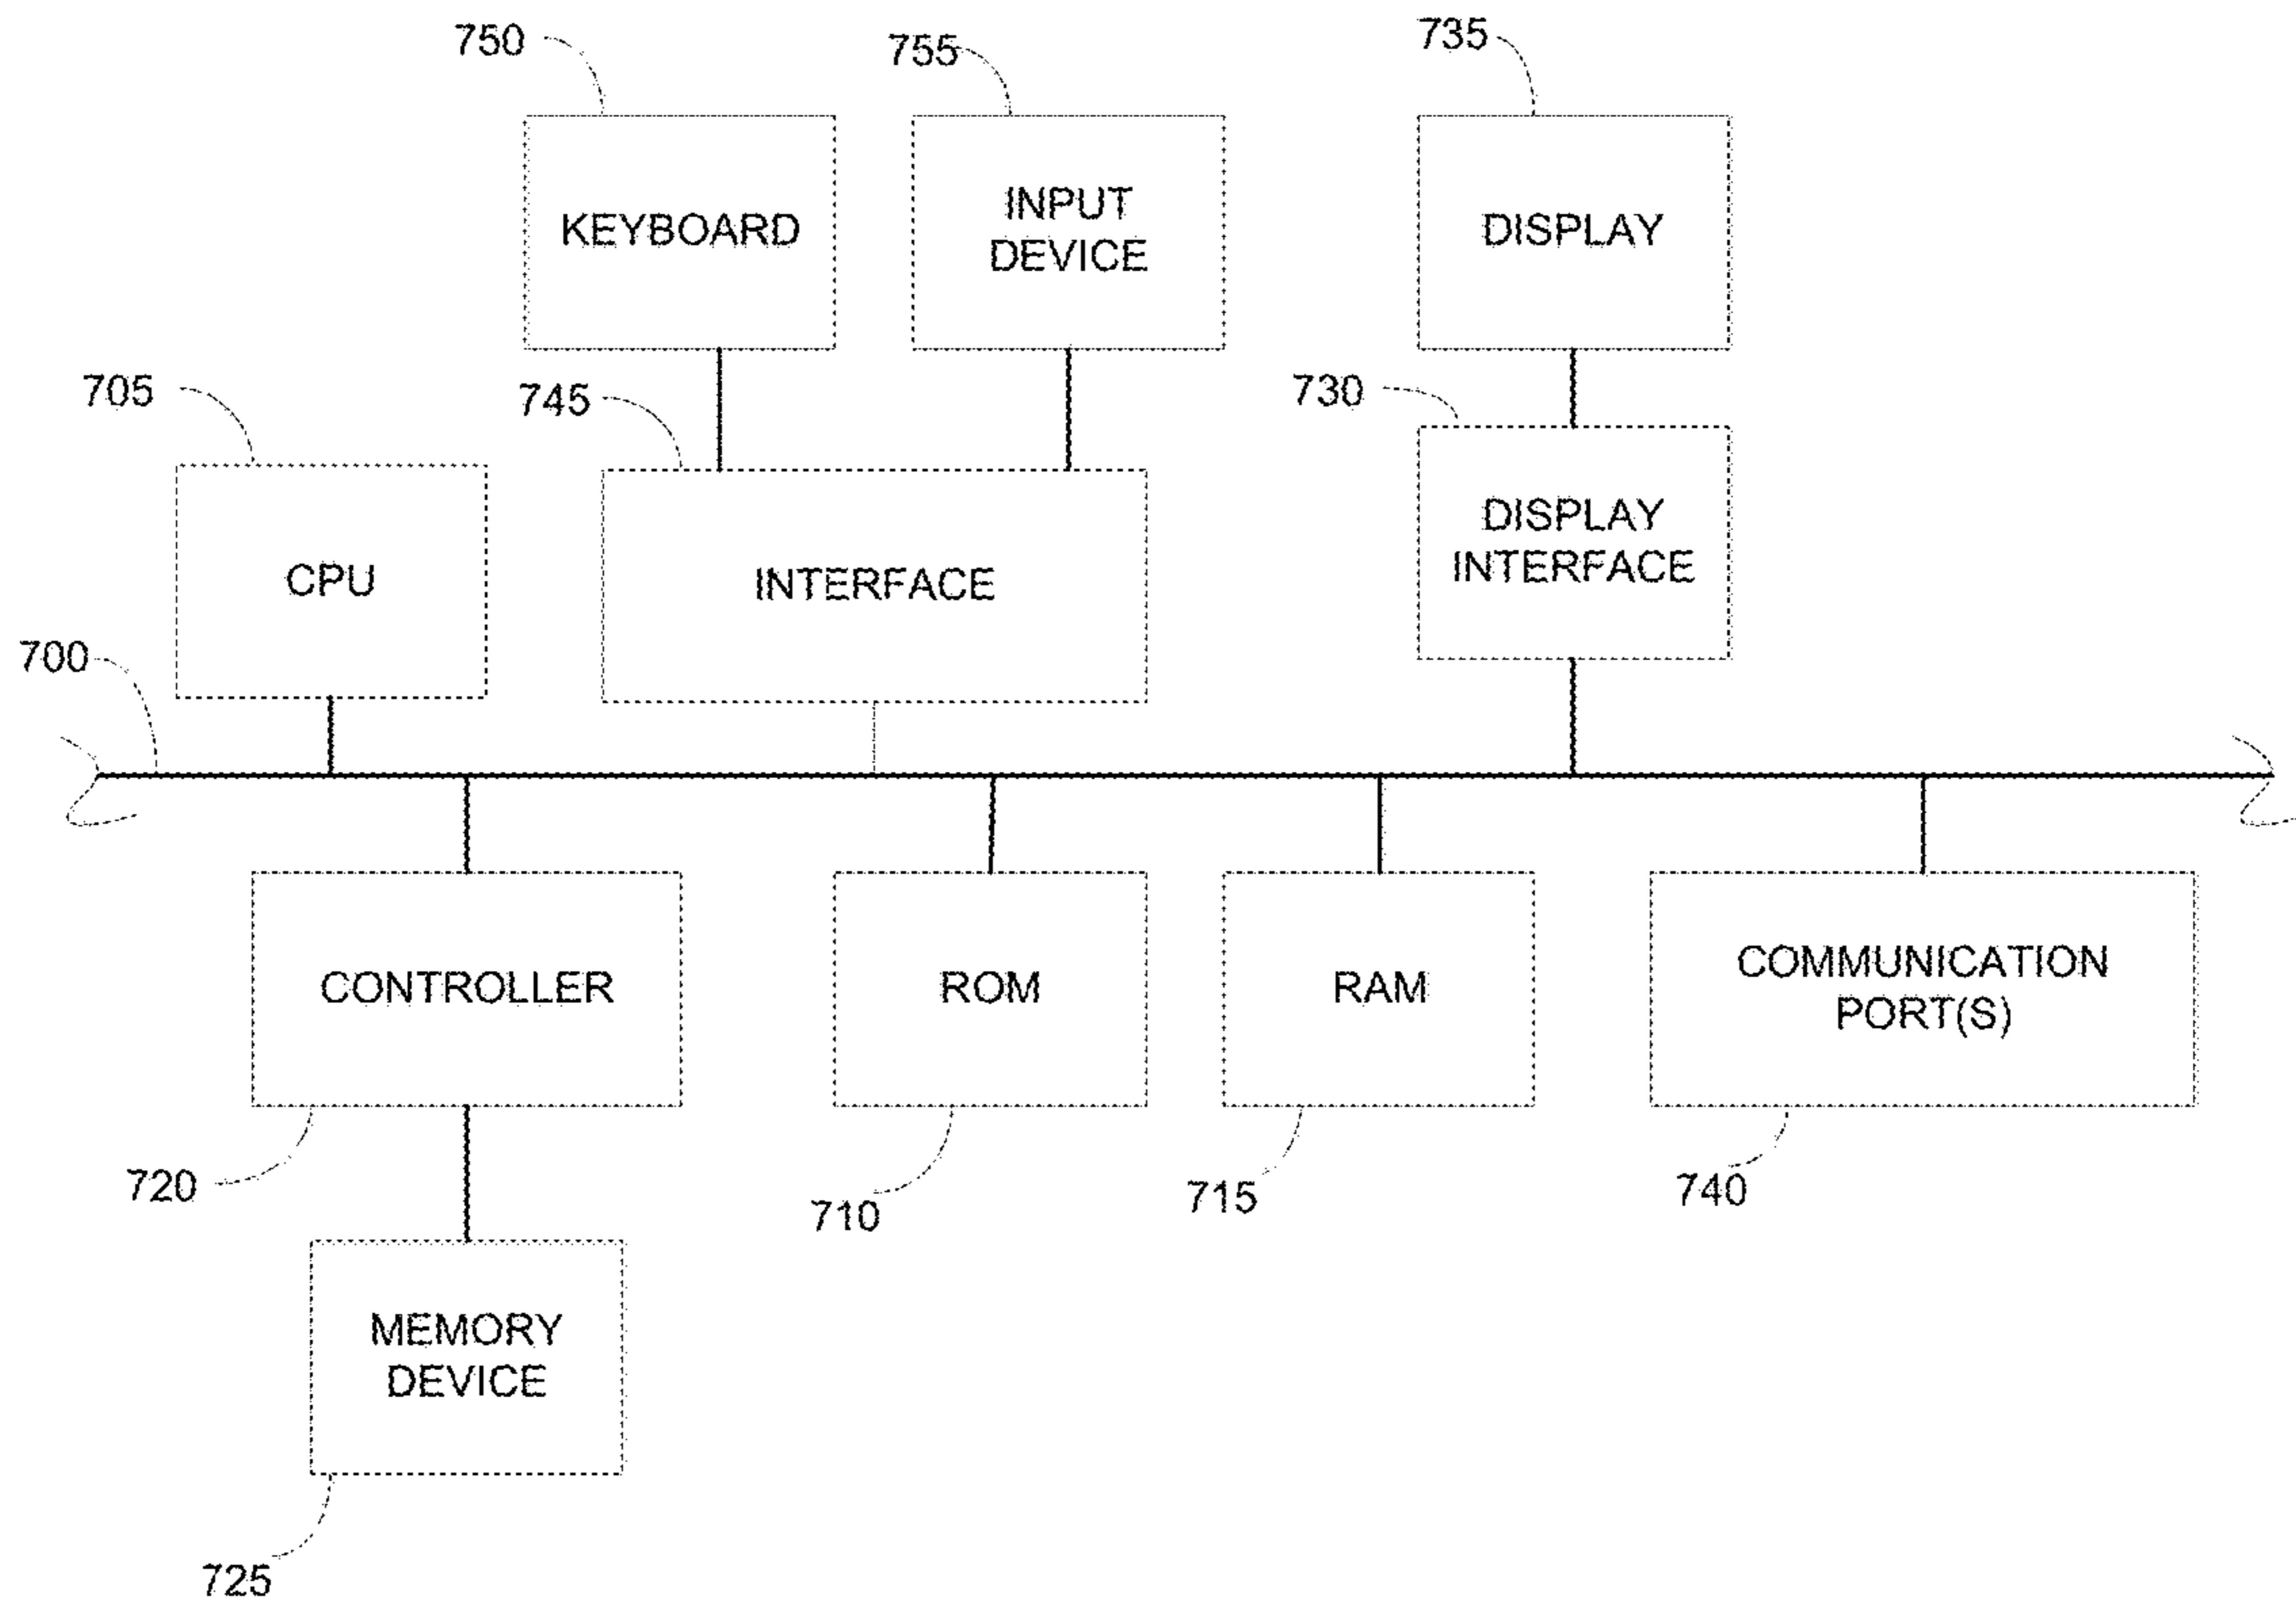 750
755
735
KEYBOARD
INPUT
DEVICE
DISPLAY
705
745
730
CPU
INTERFACE
DISPLAY
INTERFACE
700
CONTROLLER
ROM
RAM
COMMUNICATION
PORT(S)
720
710
715
740
MEMORY
DEVICE
725